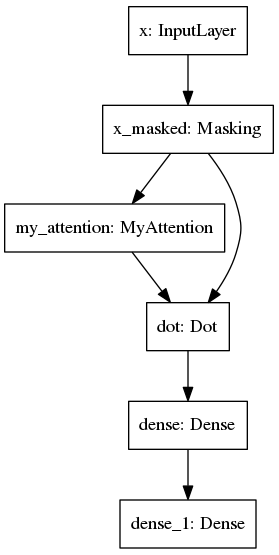 x: InputLayer
x_masked: Masking
my_attention: MyAttention
dot: Dot
dense: Dense
dense_1: Dense